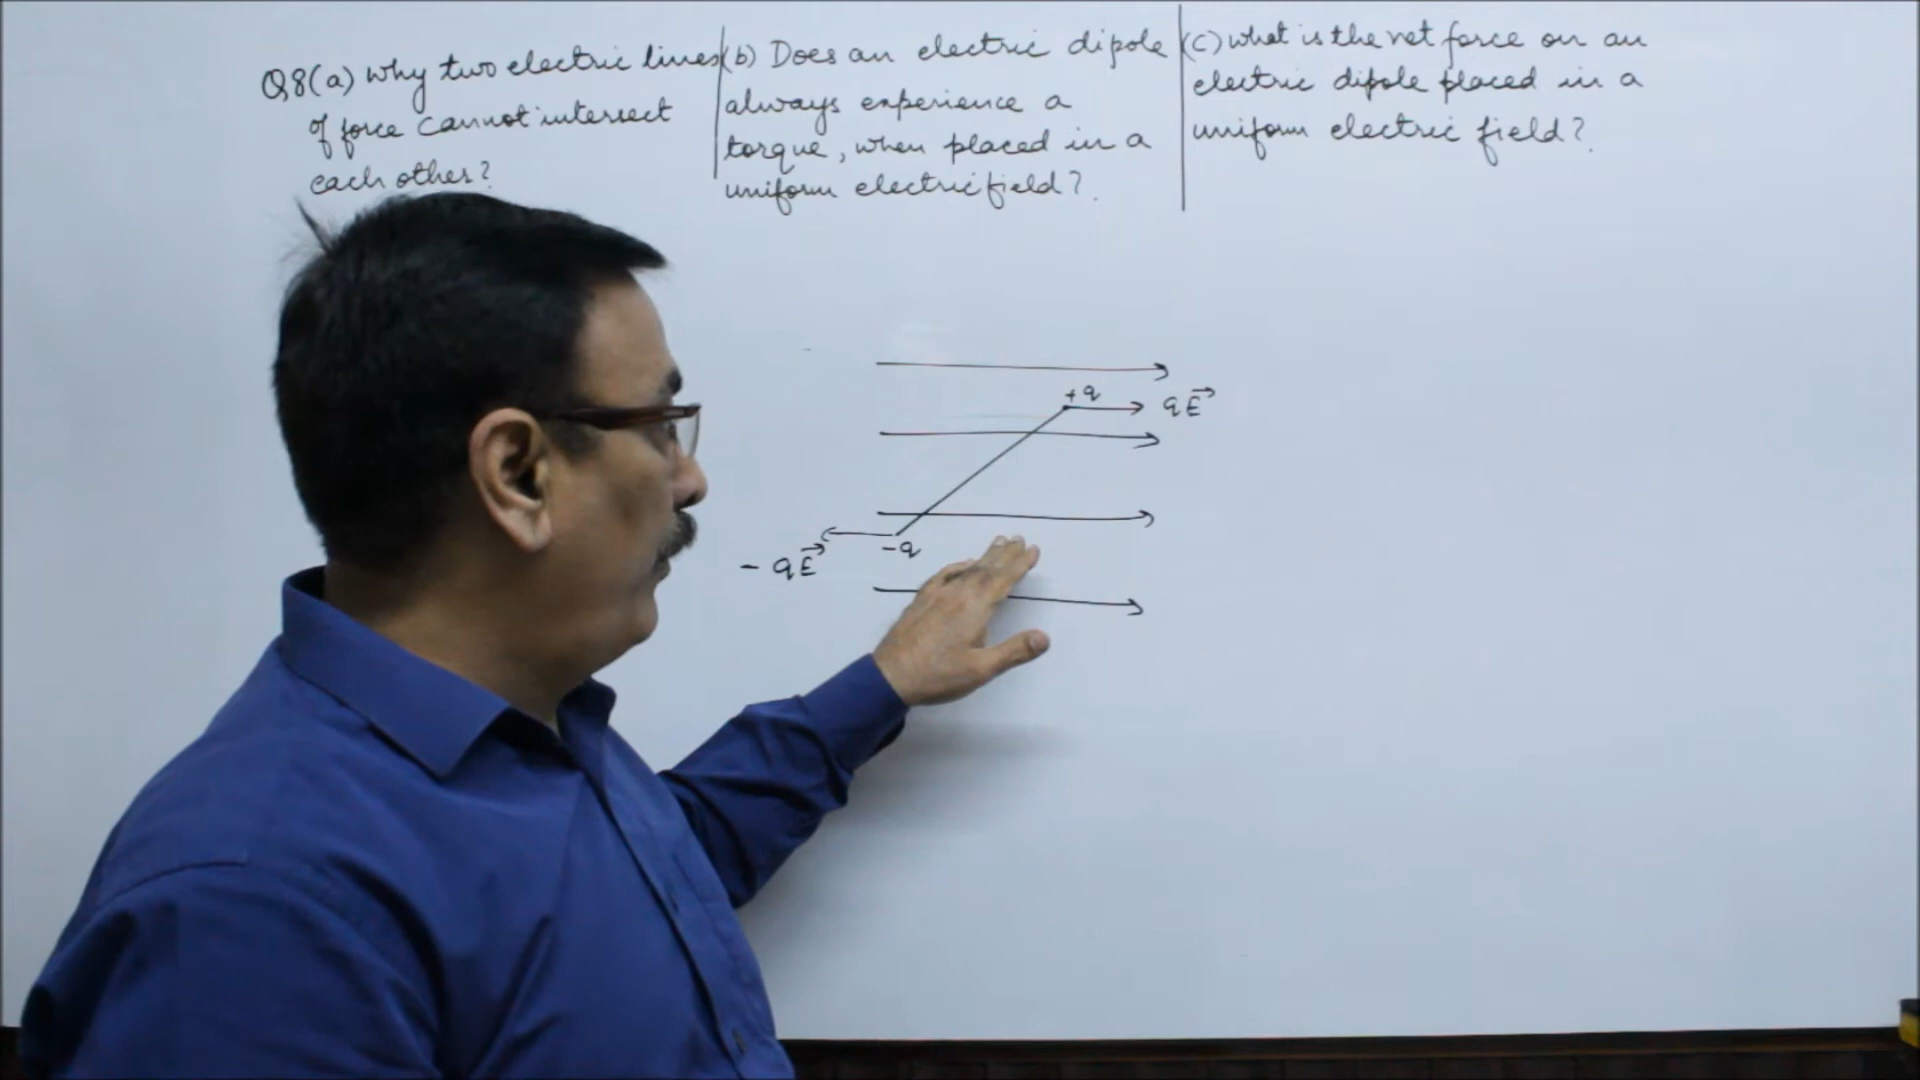 Q8(a) Why two electric lines
of force cannot intersect
each other?
(b) Does an electric dipole
always experience a
torque, when placed in a
uniform electric field?
(c) What is the net force on an
electric dipole placed in a
uniform electric field?
+q
qE⃗
-q
-qE⃗